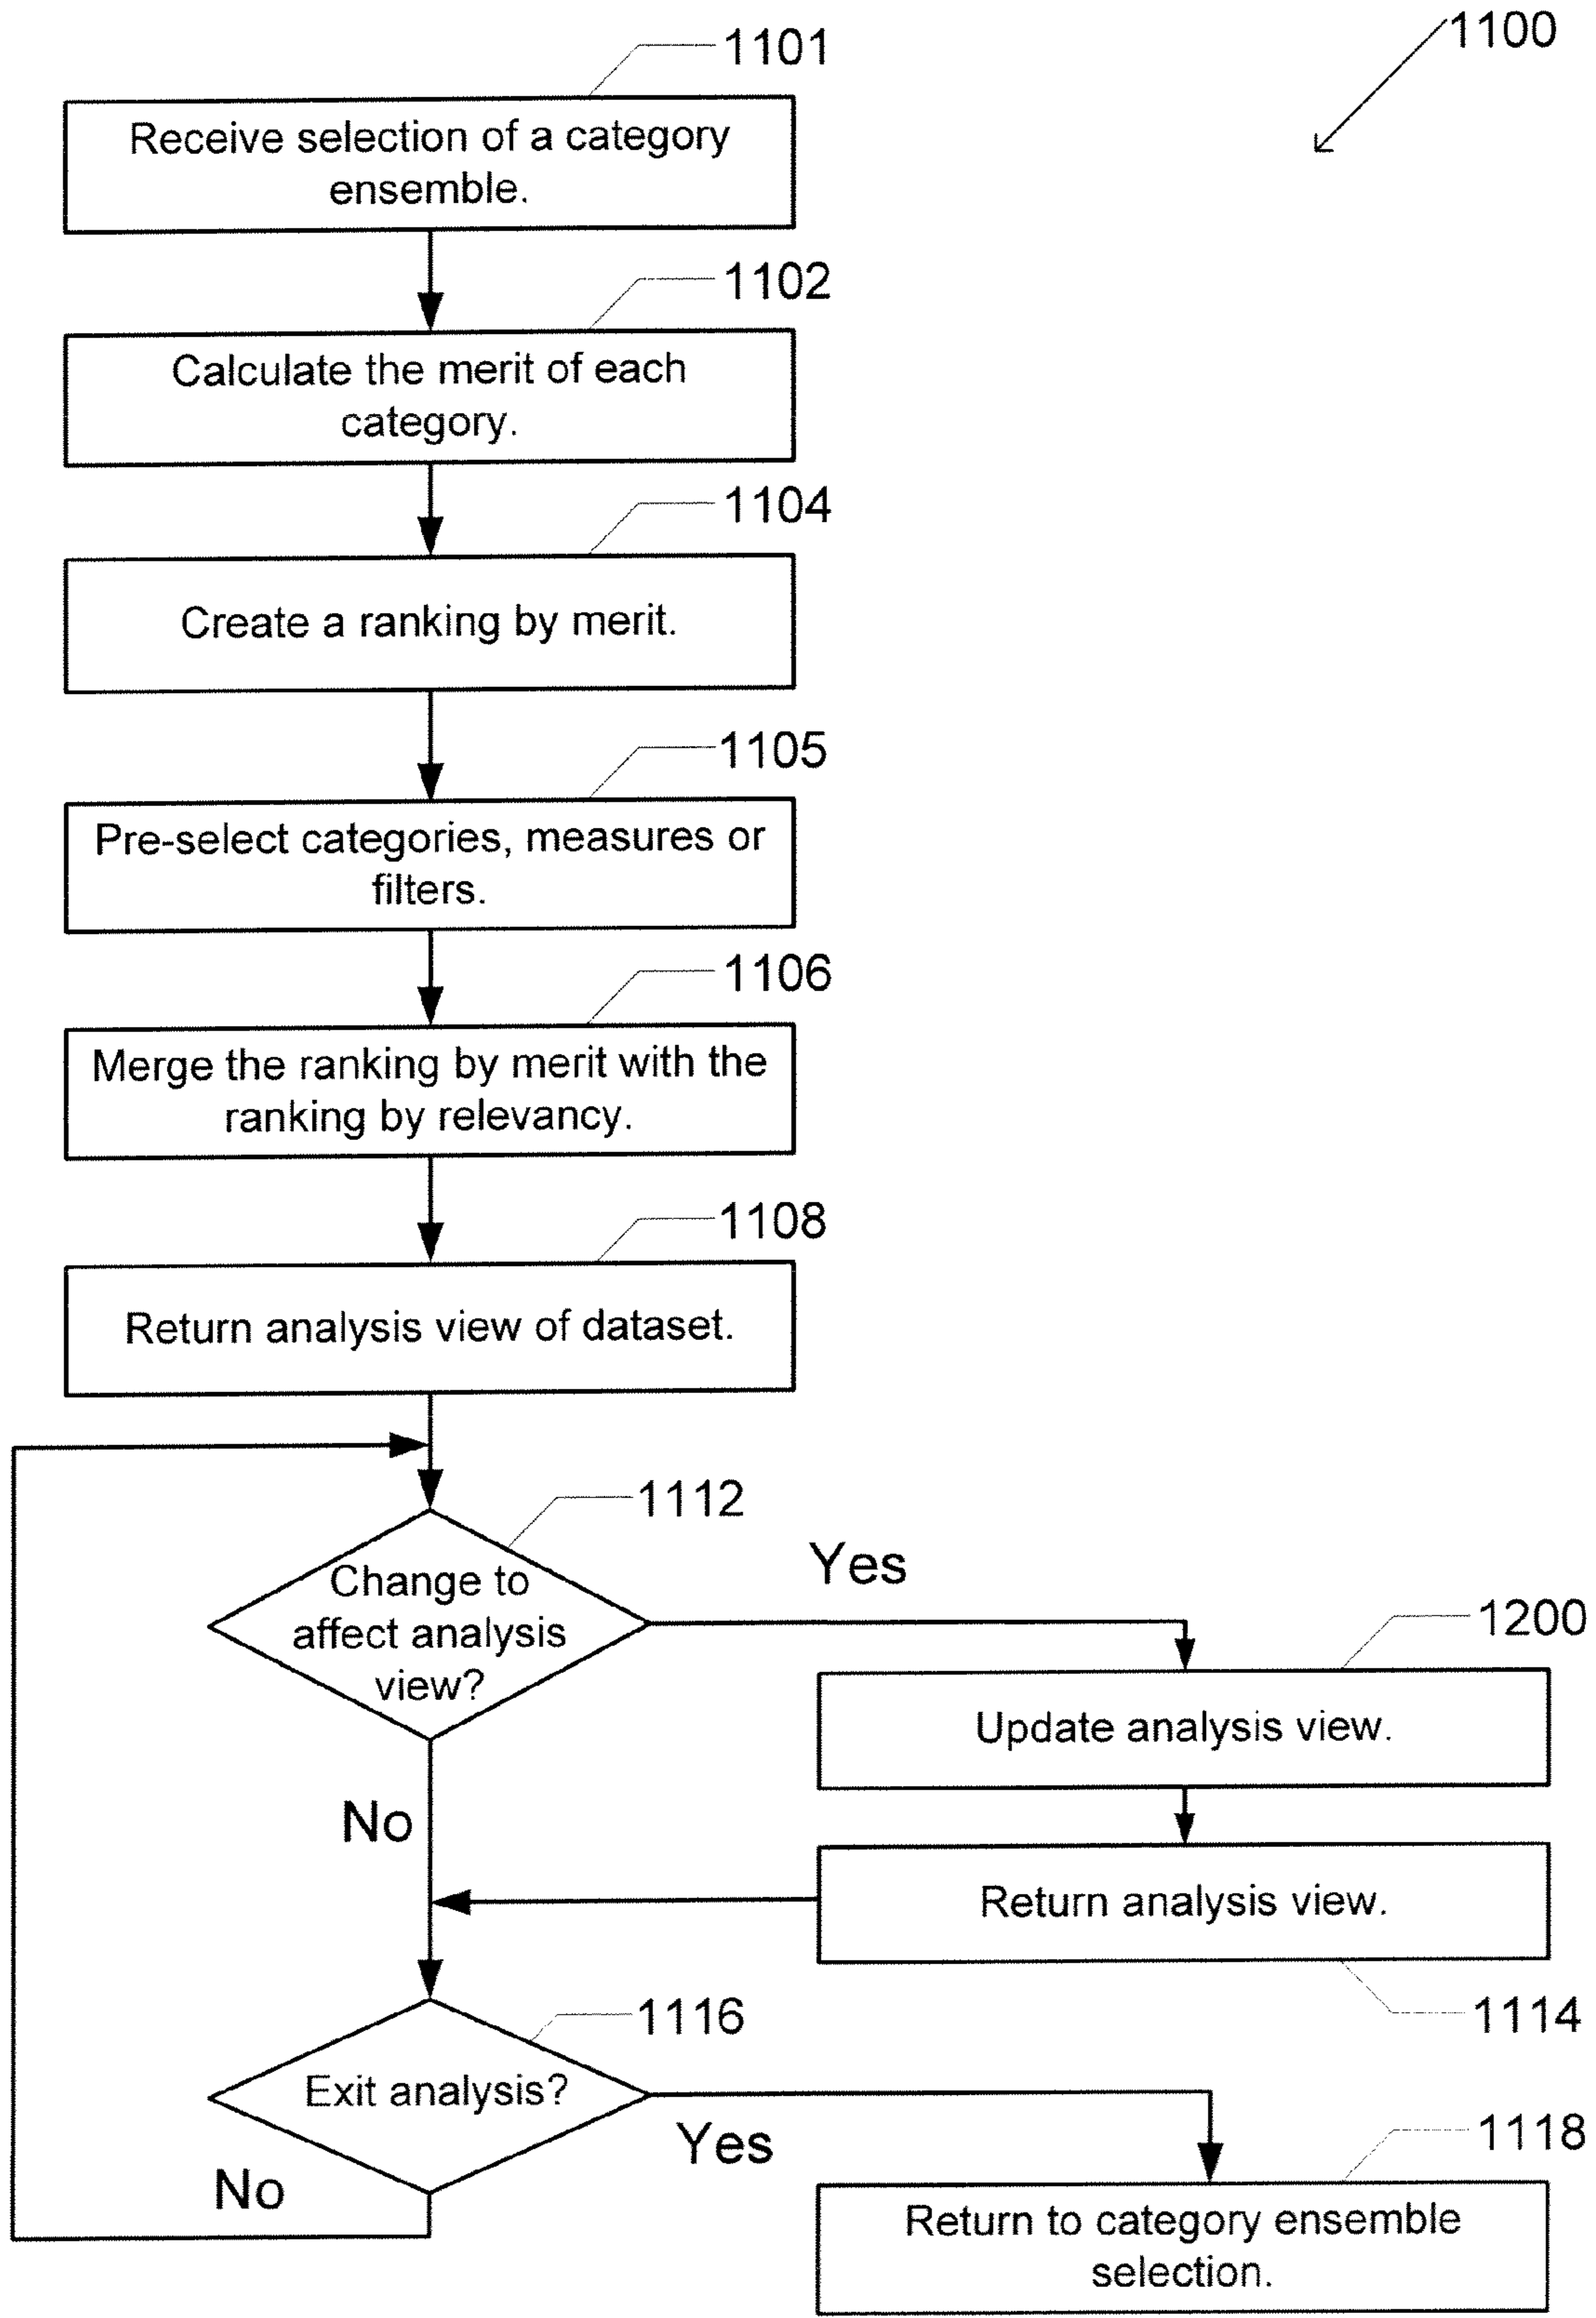 1100
1101
Receive selection of a category
ensemble.
1102
Calculate the merit of each
category.
1104
Create a ranking by merit.
1105
Pre-select categories, measures or
filters.
1106
Merge the ranking by merit with the
ranking by relevancy.
1108
Return analysis view of dataset.
1112
Change to
affect analysis
view?
Yes
1200
Update analysis view.
No
Return analysis view.
1114
1116
Exit analysis?
Yes
No
1118
Return to category ensemble
selection.